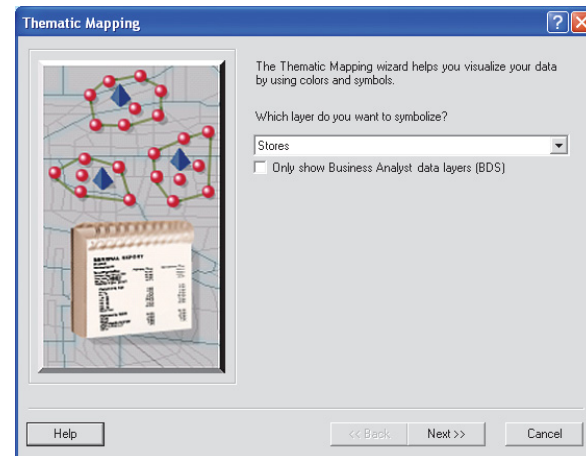 Thematic Mapping
?
The Thematic Mapping wizard helps you visualize your data
by using colors and symbols.
Which layer do you want to symbolize?
Stores
Only show Business Analyst data layers (BDS)
Help
<< Back
Next >>
Cancel